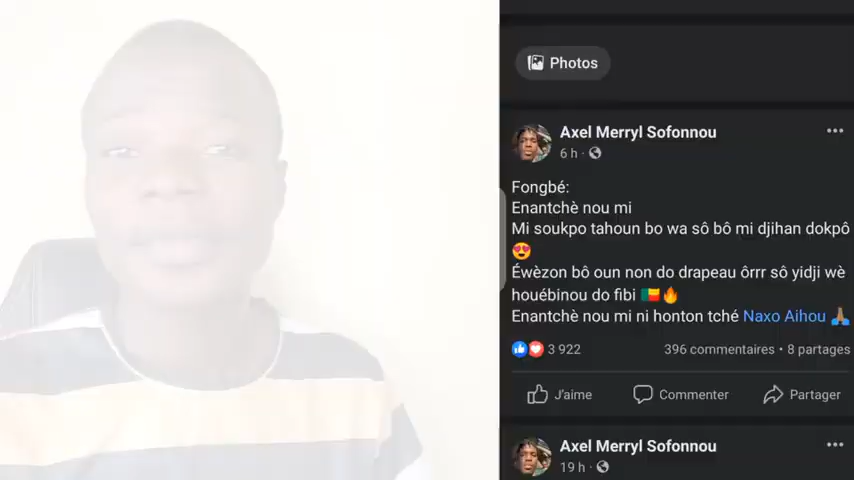 Photos
Axel Merryl Sofonnou
6 h
Fongbé:
Enantchè nou mi
Mi soukpo tahoun bo wa sô bô mi djihan dokpô
😍
Éwèzon bô oun non do drapeau ôrrr sô yidji wè
houébinou do fibi 🇧🇯🔥
Enantchè nou mi ni honton tché Naxo Aihou 🙏🏽
3 922 396 commentaires • 8 partages
J'aime Commenter Partager
Axel Merryl Sofonnou
19 h